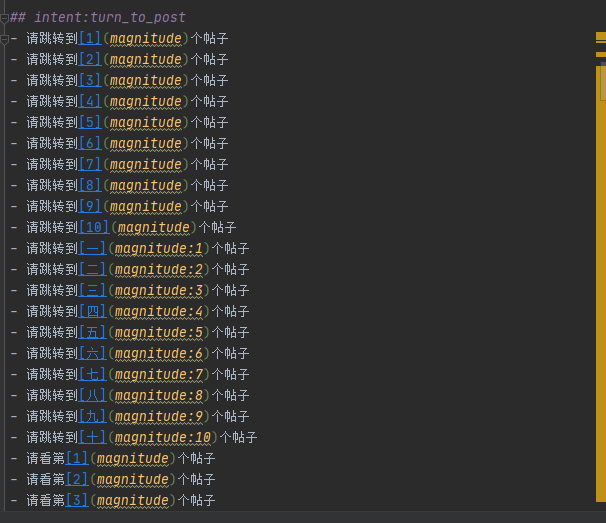 ## intent:turn_to_post
- 请跳转到[1](magnitude)个帖子
- 请跳转到[2](magnitude)个帖子
- 请跳转到[3](magnitude)个帖子
- 请跳转到[4](magnitude)个帖子
- 请跳转到[5](magnitude)个帖子
- 请跳转到[6](magnitude)个帖子
- 请跳转到[7](magnitude)个帖子
- 请跳转到[8](magnitude)个帖子
- 请跳转到[9](magnitude)个帖子
- 请跳转到[10](magnitude)个帖子
- 请跳转到[一](magnitude:1)个帖子
- 请跳转到[二](magnitude:2)个帖子
- 请跳转到[三](magnitude:3)个帖子
- 请跳转到[四](magnitude:4)个帖子
- 请跳转到[五](magnitude:5)个帖子
- 请跳转到[六](magnitude:6)个帖子
- 请跳转到[七](magnitude:7)个帖子
- 请跳转到[八](magnitude:8)个帖子
- 请跳转到[九](magnitude:9)个帖子
- 请跳转到[十](magnitude:10)个帖子
- 请看第[1](magnitude)个帖子
- 请看第[2](magnitude)个帖子
- 请看第[3](magnitude)个帖子